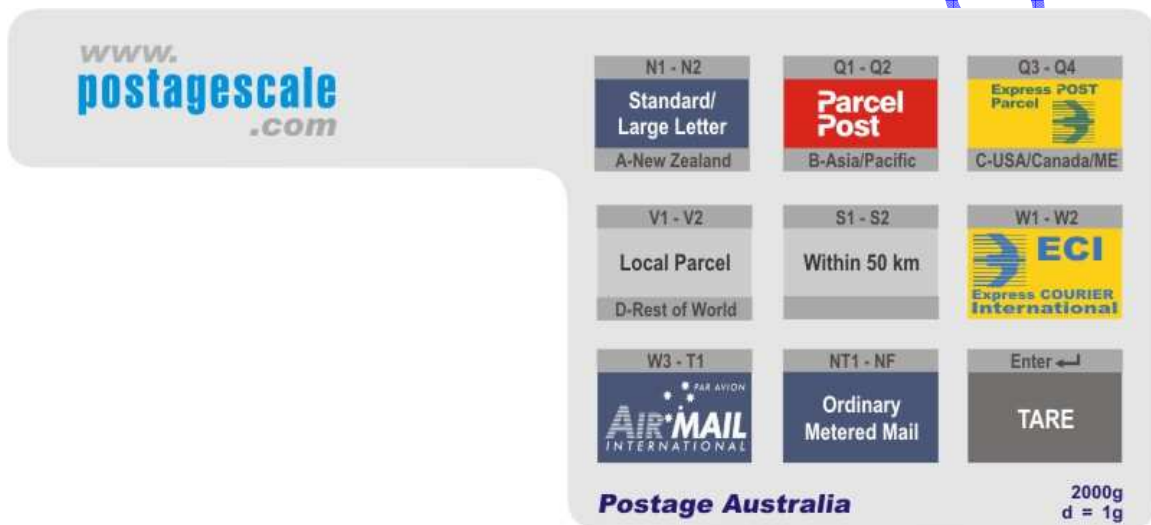 www.
postagescale
.com
N1 - N2
Standard/
Large Letter
A-New Zealand
Q1 - Q2
Parcel
Post
B-Asia/Pacific
Q3 - Q4
Express POST
Parcel
C-USA/Canada/ME
V1 - V2
Local Parcel
D-Rest of World
S1 - S2
Within 50 km
W1 - W2
ECI
Express COURIER
International
W3 - T1
PAR AVION
AIR MAIL
INTERNATIONAL
NT1 - NF
Ordinary
Metered Mail
Enter
TARE
Postage Australia
2000g
d = 1g